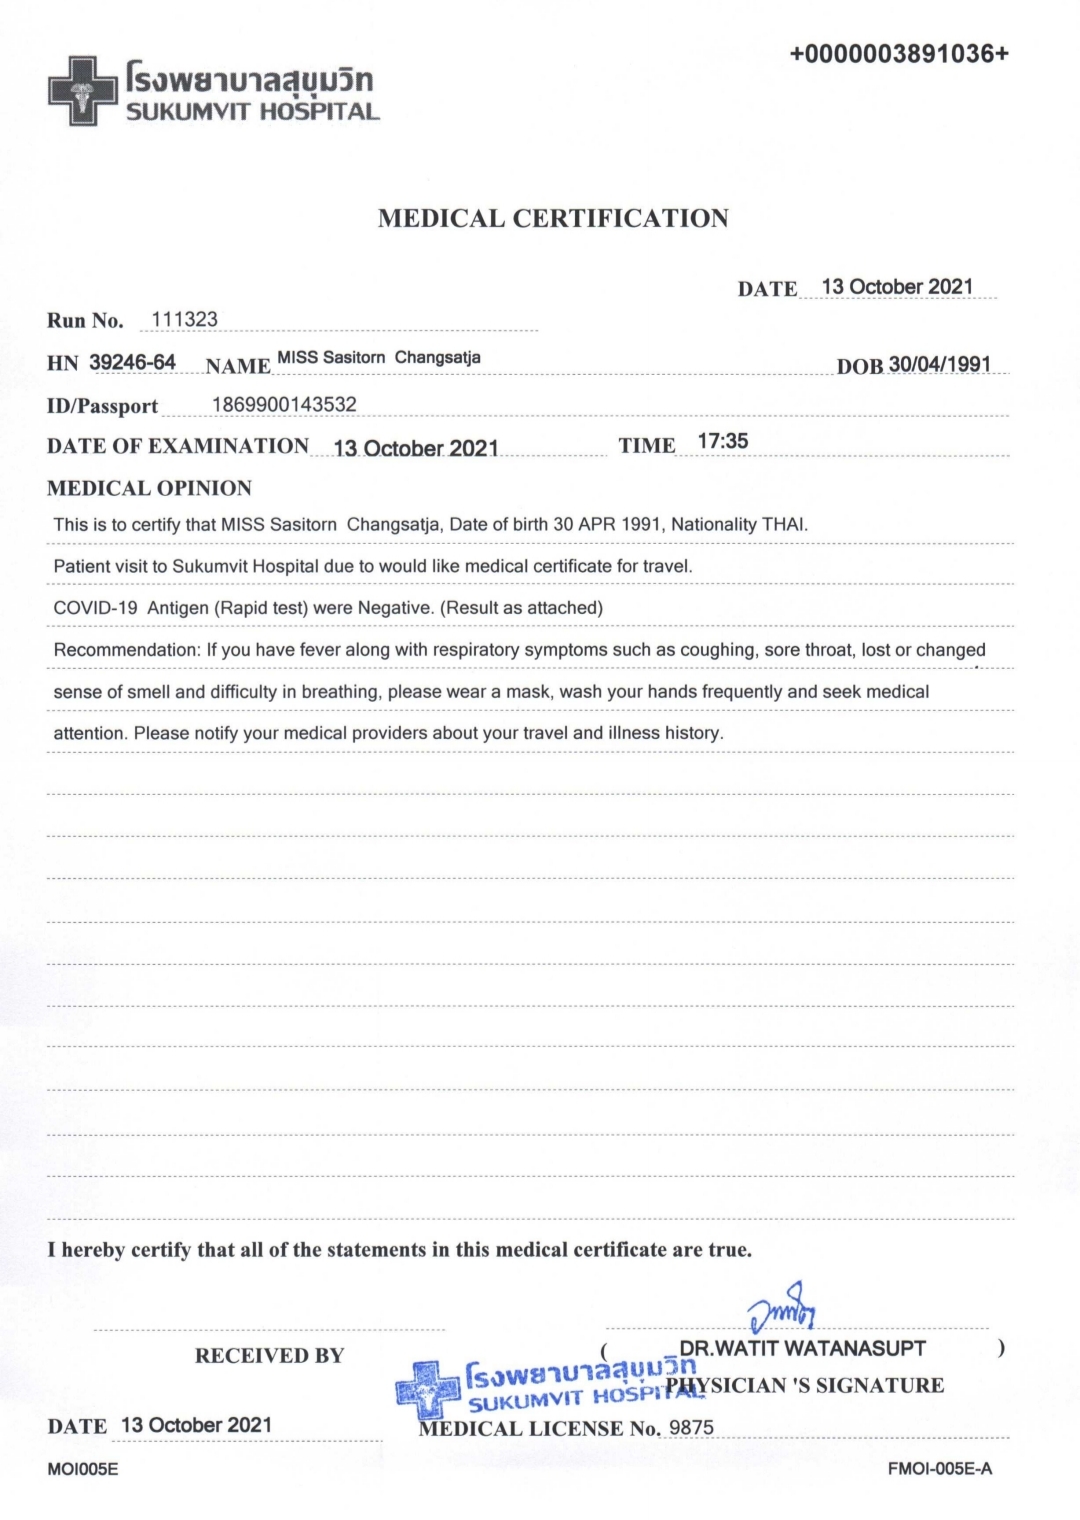 +0000003891036+
โรงพยาบาลสุขุมวิท
SUKUMVIT HOSPITAL
MEDICAL CERTIFICATION
DATE 13 October 2021
Run No. 111323
HN 39246-64 NAME MISS Sasitorn Changsatja DOB 30/04/1991
ID/Passport 1869900143532
DATE OF EXAMINATION 13 October 2021 TIME 17:35
MEDICAL OPINION
This is to certify that MISS Sasitorn Changsatja, Date of birth 30 APR 1991, Nationality THAI.
Patient visit to Sukumvit Hospital due to would like medical certificate for travel.
COVID-19 Antigen (Rapid test) were Negative. (Result as attached)
Recommendation: If you have fever along with respiratory symptoms such as coughing, sore throat, lost or changed
sense of smell and difficulty in breathing, please wear a mask, wash your hands frequently and seek medical
attention. Please notify your medical providers about your travel and illness history.
I hereby certify that all of the statements in this medical certificate are true.
RECEIVED BY
( DR.WATIT WATANASUPT )
โรงพยาบาลสุขุมวิท
SUKUMVIT HOSPITAL
PHYSICIAN 'S SIGNATURE
DATE 13 October 2021
MEDICAL LICENSE No. 9875
MOI005E
FMOI-005E-A